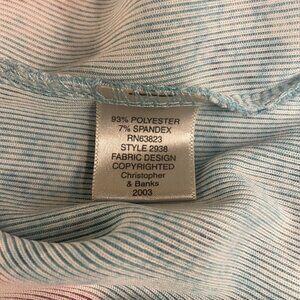 93% POLYESTER
7% SPANDEX
RN63823
STYLE 2938
FABRIC DESIGN
COPYRIGHTED
Christopher
& Banks
2003